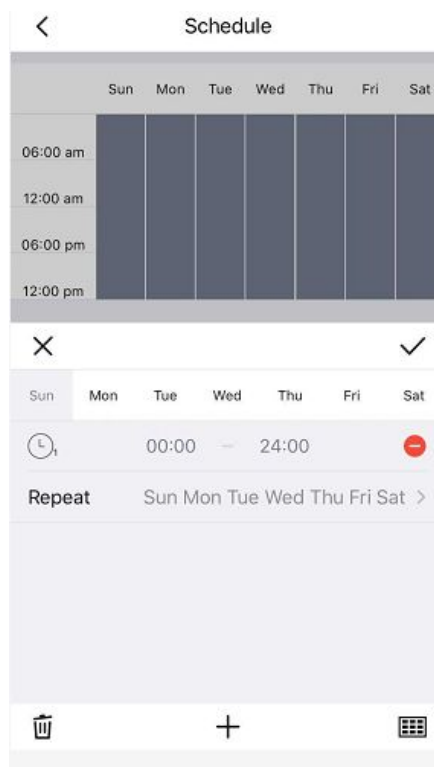 Schedule
Sun Mon Tue Wed Thu Fri Sat
06:00 am
12:00 am
06:00 pm
12:00 pm
Sun Mon Tue Wed Thu Fri Sat
1 00:00 – 24:00
Repeat Sun Mon Tue Wed Thu Fri Sat >